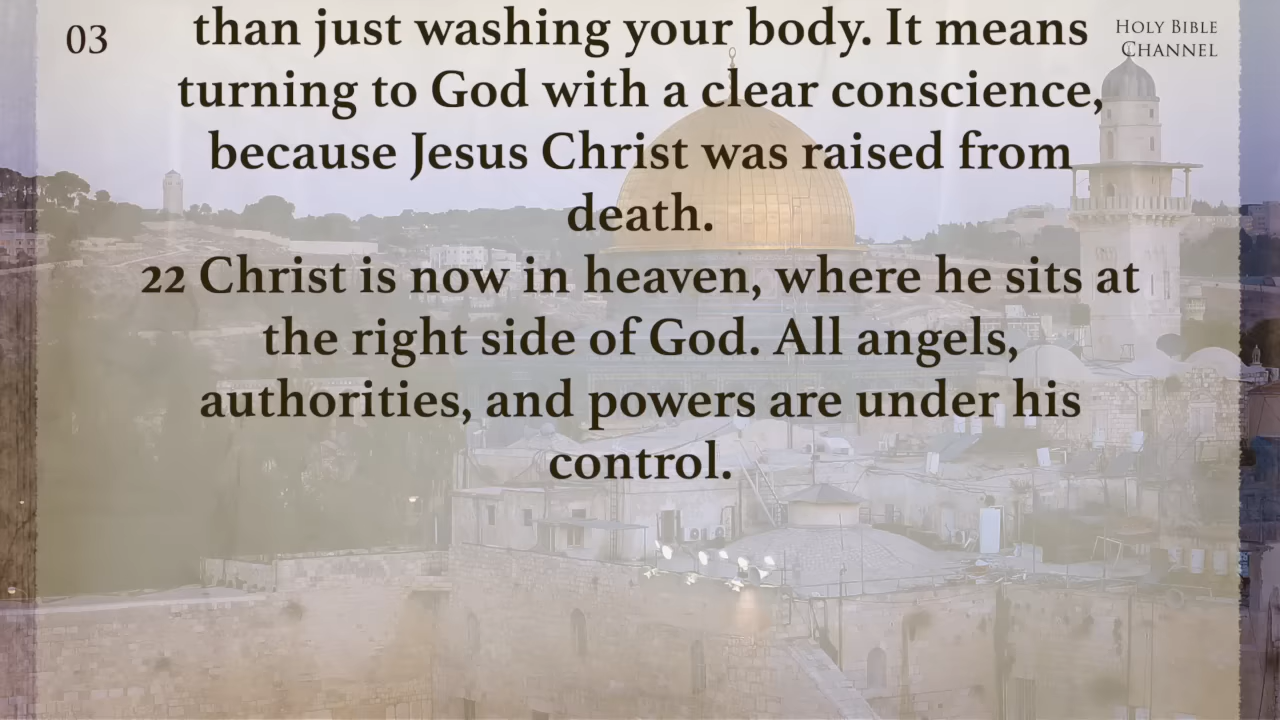 03
than just washing your body. It means
turning to God with a clear conscience,
because Jesus Christ was raised from
death.
22 Christ is now in heaven, where he sits at
the right side of God. All angels,
authorities, and powers are under his
control.
HOLY BIBLE
CHANNEL